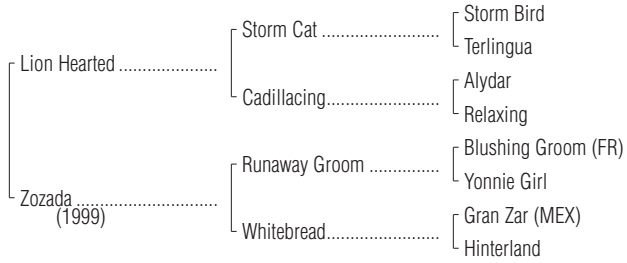 Storm Bird
Storm Cat ........................
Terlingua
Lion Hearted ....................
Alydar
Cadillacing.......................
Relaxing
Blushing Groom (FR)
Runaway Groom ..............
Yonnie Girl
Zozada .............................
(1999)
Gran Zar (MEX)
Whitebread.......................
Hinterland